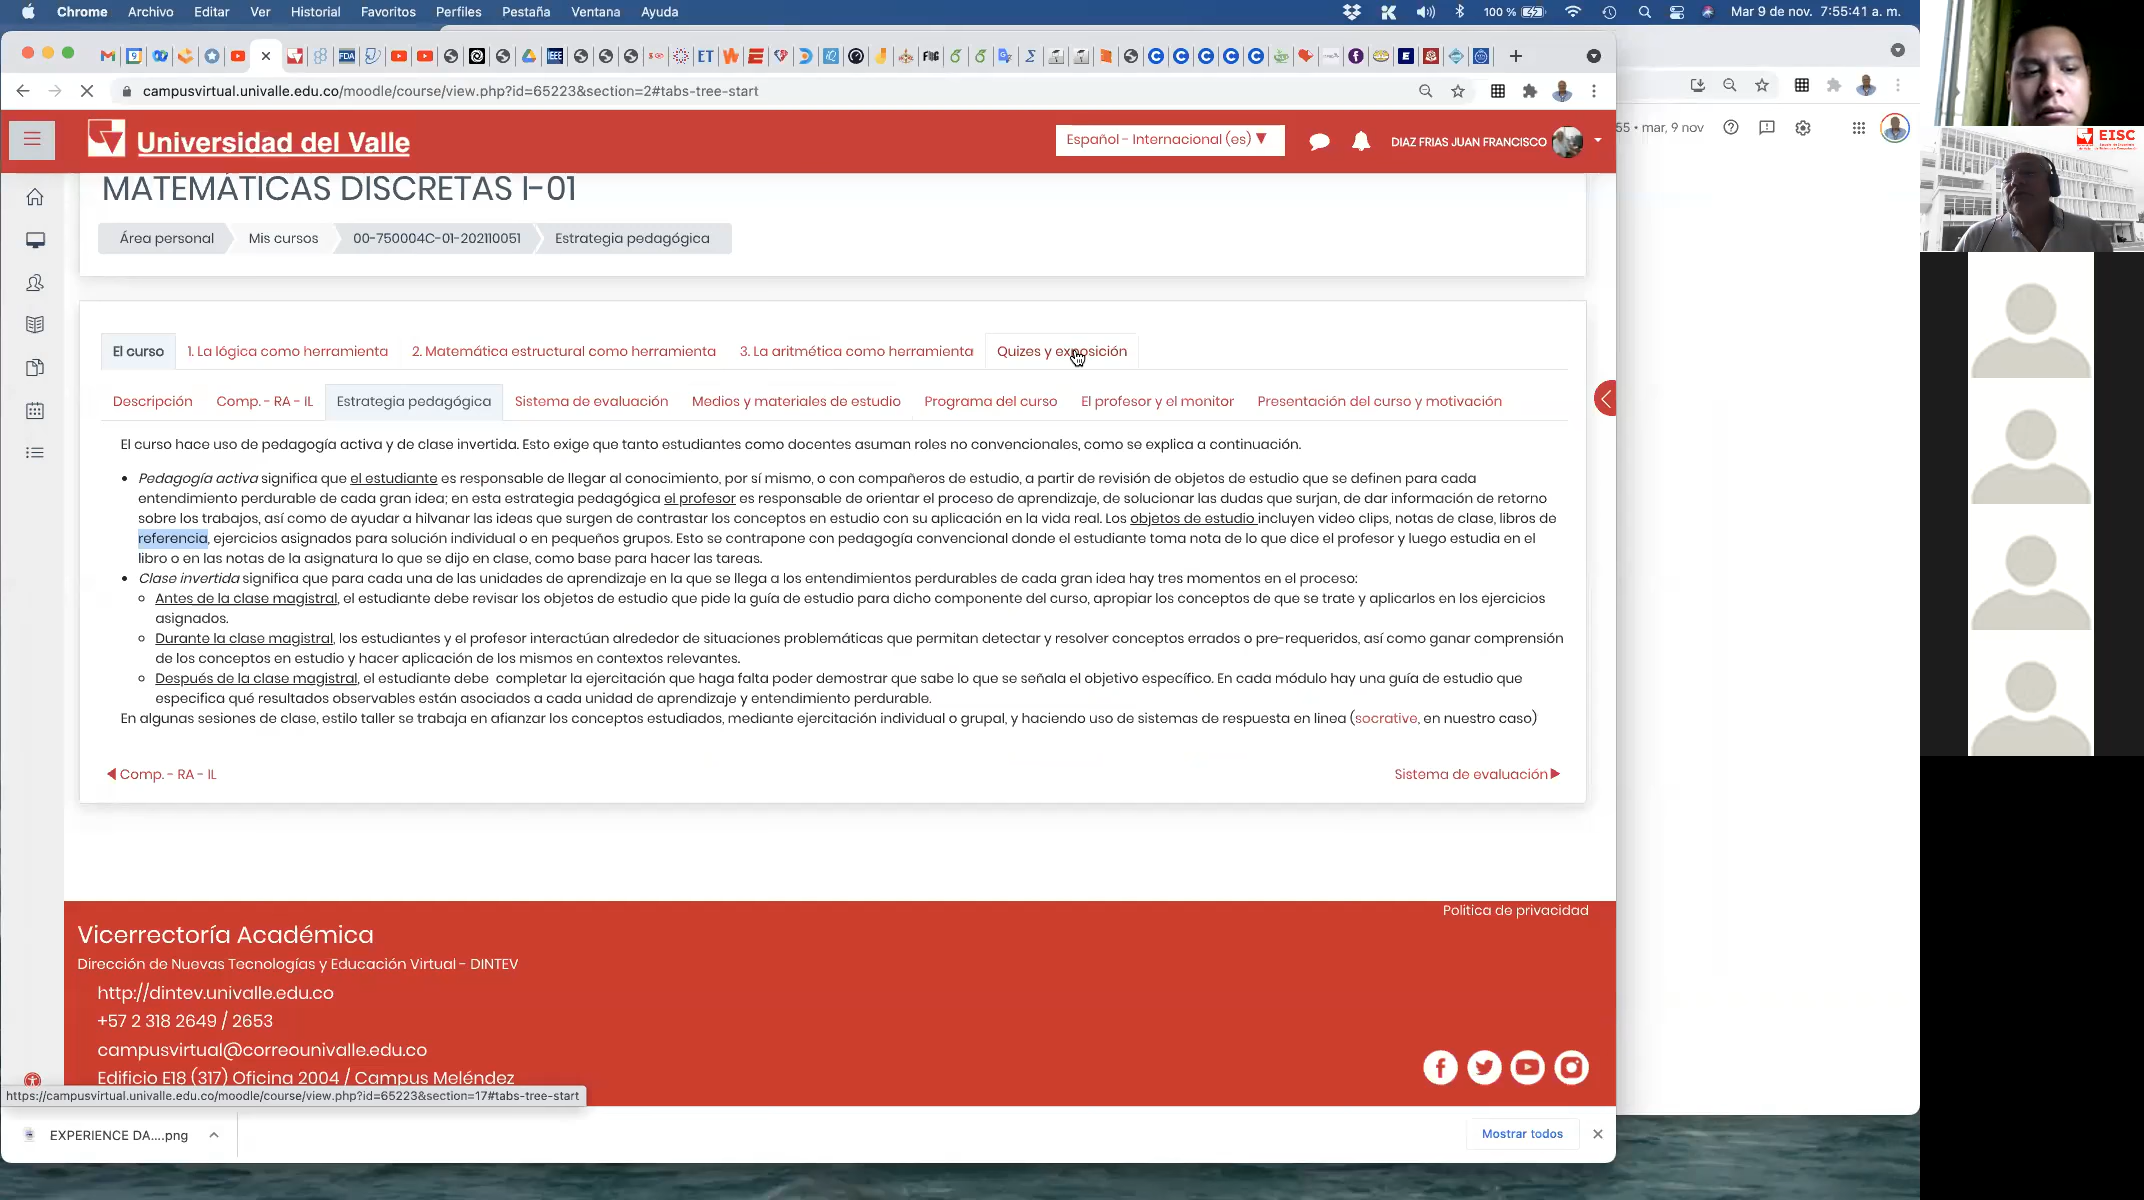 Chrome Archivo Editar Ver Historial Favoritos Perfiles Pestaña Ventana Ayuda 100 % Mar 9 de nov. 7:55:41 a. m.
campusvirtual.univalle.edu.co/moodle/course/view.php?id=65223&section=2#tabs-tree-start
Universidad del Valle
Español - Internacional (es)
DIAZ FRIAS JUAN FRANCISCO
55 • mar, 9 nov
EISC
MATEMÁTICAS DISCRETAS I-01
Área personal Mis cursos 00-750004C-01-202110051 Estrategia pedagógica
El curso 1. La lógica como herramienta 2. Matemática estructural como herramienta 3. La aritmética como herramienta Quizes y exposición
Descripción Comp. - RA - IL Estrategia pedagógica Sistema de evaluación Medios y materiales de estudio Programa del curso El profesor y el monitor Presentación del curso y motivación
El curso hace uso de pedagogía activa y de clase invertida. Esto exige que tanto estudiantes como docentes asuman roles no convencionales, como se explica a continuación.
Pedagogía activa significa que el estudiante es responsable de llegar al conocimiento, por sí mismo, o con compañeros de estudio, a partir de revisión de objetos de estudio que se definen para cada
entendimiento perdurable de cada gran idea; en esta estrategia pedagógica el profesor es responsable de orientar el proceso de aprendizaje, de solucionar las dudas que surjan, de dar información de retorno
sobre los trabajos, así como de ayudar a hilvanar las ideas que surgen de contrastar los conceptos en estudio con su aplicación en la vida real. Los objetos de estudio incluyen video clips, notas de clase, libros de
referencia, ejercicios asignados para solución individual o en pequeños grupos. Esto se contrapone con pedagogía convencional donde el estudiante toma nota de lo que dice el profesor y luego estudia en el
libro o en las notas de la asignatura lo que se dijo en clase, como base para hacer las tareas.
Clase invertida significa que para cada una de las unidades de aprendizaje en la que se llega a los entendimientos perdurables de cada gran idea hay tres momentos en el proceso:
Antes de la clase magistral, el estudiante debe revisar los objetos de estudio que pide la guía de estudio para dicho componente del curso, apropiar los conceptos de que se trate y aplicarlos en los ejercicios
asignados.
Durante la clase magistral, los estudiantes y el profesor interactúan alrededor de situaciones problemáticas que permitan detectar y resolver conceptos errados o pre-requeridos, así como ganar comprensión
de los conceptos en estudio y hacer aplicación de los mismos en contextos relevantes.
Después de la clase magistral, el estudiante debe completar la ejercitación que haga falta poder demostrar que sabe lo que se señala el objetivo específico. En cada módulo hay una guía de estudio que
especifica qué resultados observables están asociados a cada unidad de aprendizaje y entendimiento perdurable.
En algunas sesiones de clase, estilo taller se trabaja en afianzar los conceptos estudiados, mediante ejercitación individual o grupal, y haciendo uso de sistemas de respuesta en linea (socrative, en nuestro caso)
Comp. - RA - IL
Sistema de evaluación
Politica de privacidad
Vicerrectoría Académica
Dirección de Nuevas Tecnologías y Educación Virtual - DINTEV
http://dintev.univalle.edu.co
+57 2 318 2649 / 2653
campusvirtual@correounivalle.edu.co
Edificio E18 (317) Oficina 2004 / Campus Meléndez
https://campusvirtual.univalle.edu.co/moodle/course/view.php?id=65223&section=17#tabs-tree-start
EXPERIENCE DA....png
Mostrar todos